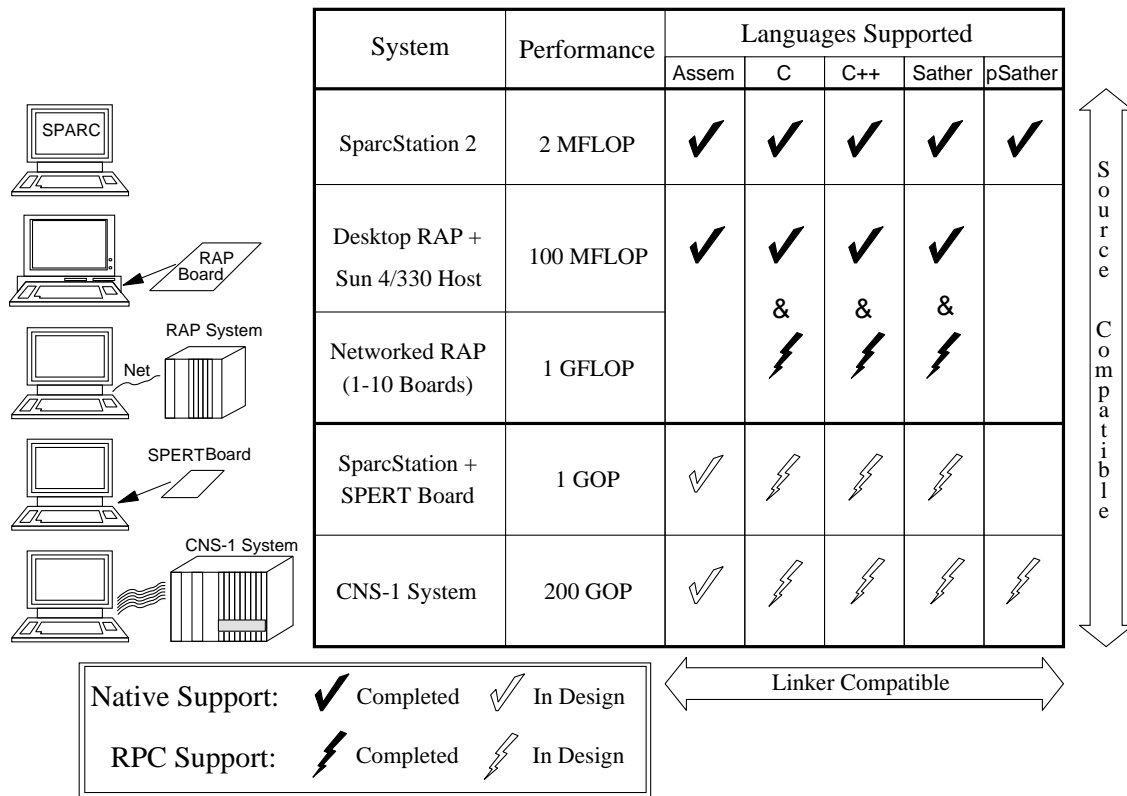 System
Performance
Languages Supported
Assem
C
C++
Sather
pSather
SPARC
SparcStation 2
2 MFLOP
RAP
Board
Desktop RAP +
Sun 4/330 Host
100 MFLOP
&
&
&
RAP System
Net
Networked RAP
(1-10 Boards)
1 GFLOP
SPERTBoard
SparcStation +
SPERT Board
1 GOP
CNS-1 System
CNS-1 System
200 GOP
Source Compatible
Linker Compatible
Native Support:
Completed
In Design
RPC Support:
Completed
In Design